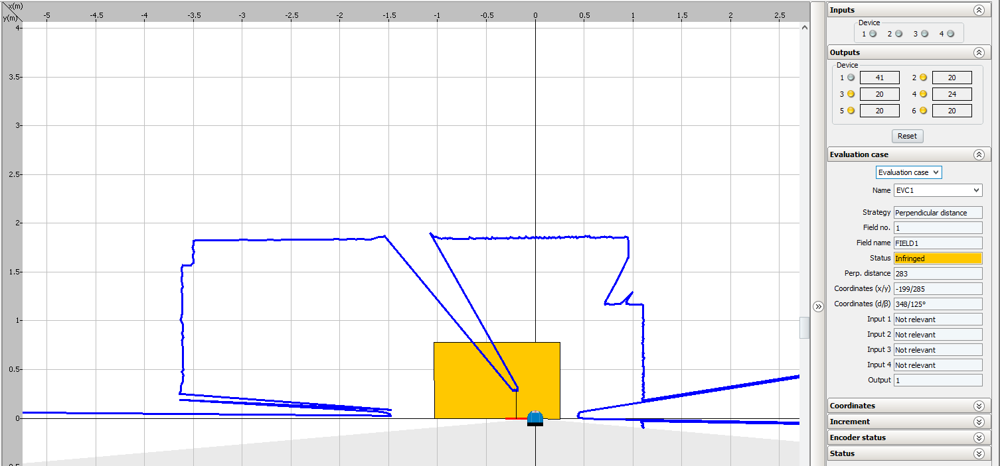 x(m)
-5 -4.5 -4 -3.5 -3 -2.5 -2 -1.5 -1 -0.5 0 0.5 1 1.5 2 2.5
y(m)
4
3.5
3
2.5
2
1.5
1
0.5
0
-0.5
Inputs
Device
1 2 3 4
Outputs
Device
1 41 2 20
3 20 4 24
5 20 6 20
Reset
Evaluation case
Evaluation case
Name EVC1
Strategy Perpendicular distance
Field no. 1
Field name FIELD1
Status Infringed
Perp. distance 283
Coordinates (x/y) -199/285
Coordinates (d/β) 348/125°
Input 1 Not relevant
Input 2 Not relevant
Input 3 Not relevant
Input 4 Not relevant
Output 1
Coordinates
Increment
Encoder status
Status